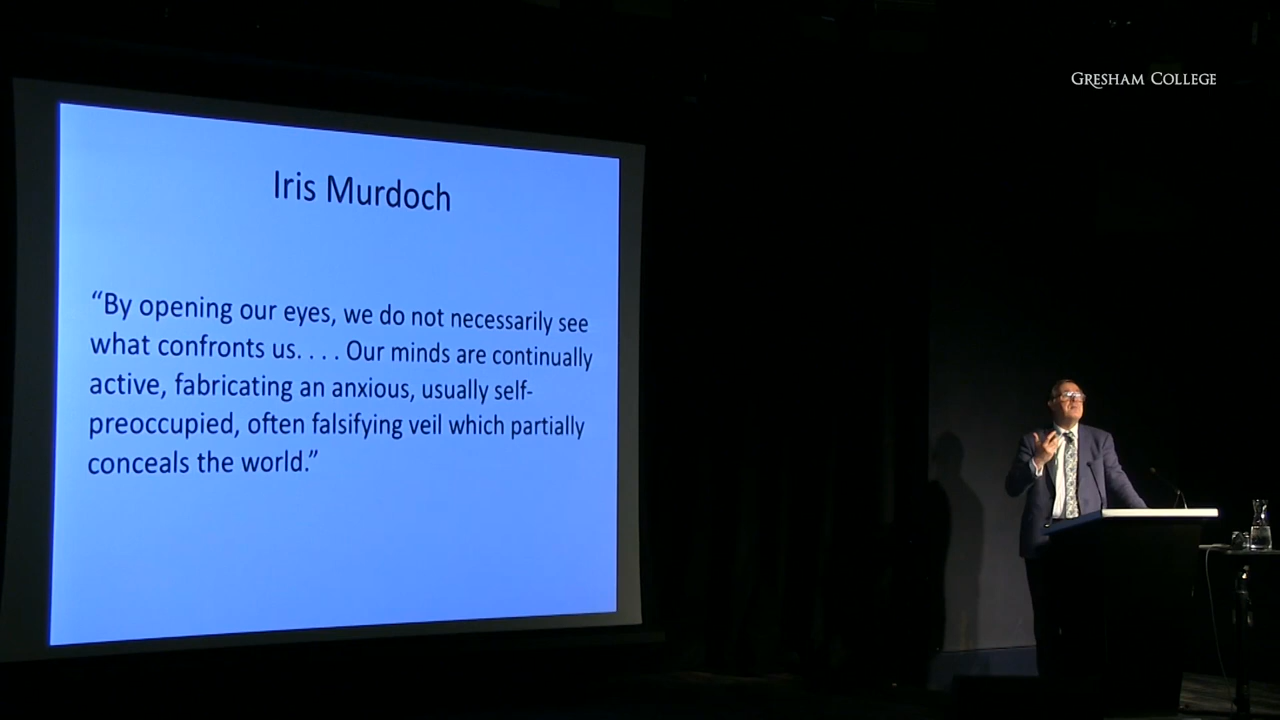 GRESHAM COLLEGE
Iris Murdoch
“By opening our eyes, we do not necessarily see
what confronts us. . . . Our minds are continually
active, fabricating an anxious, usually self-
preoccupied, often falsifying veil which partially
conceals the world.”